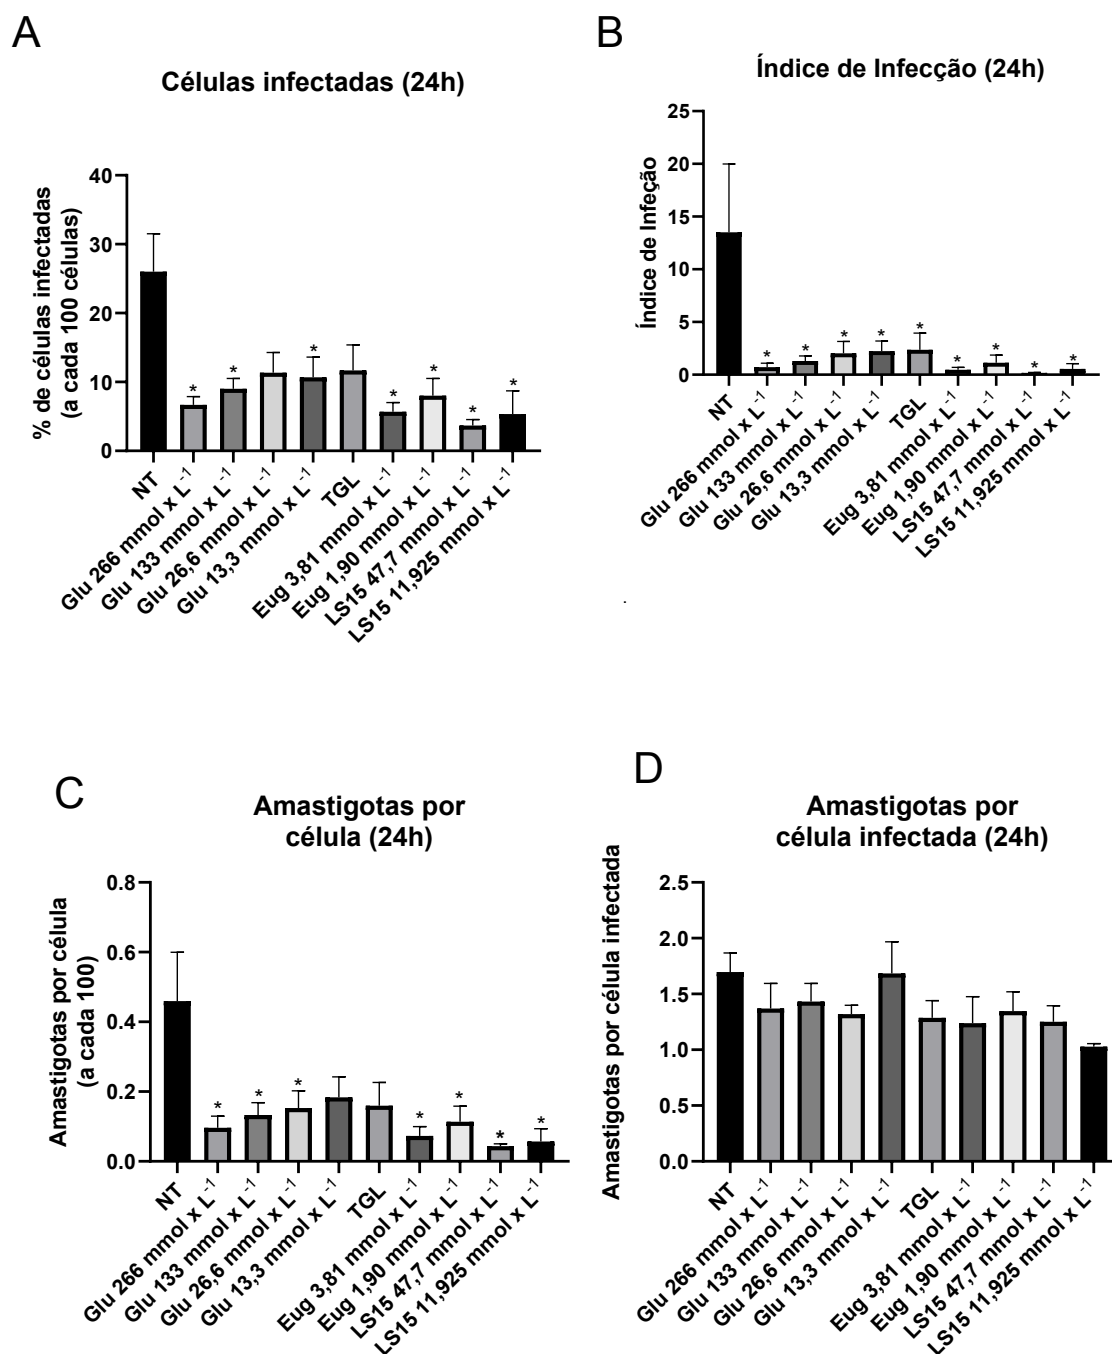 A
Células infectadas (24h)
% de células infectadas
(a cada 100 células)
40
30
20
10
0
NT
Glu 266 mmol x L⁻¹
Glu 133 mmol x L⁻¹
Glu 26,6 mmol x L⁻¹
Glu 13,3 mmol x L⁻¹
TGL
Eug 3,81 mmol x L⁻¹
Eug 1,90 mmol x L⁻¹
LS15 47,7 mmol x L⁻¹
LS15 11,925 mmol x L⁻¹
* * * * * * *
B
Índice de Infecção (24h)
Índice de Infeção
25
20
15
10
5
0
NT
Glu 266 mmol x L⁻¹
Glu 133 mmol x L⁻¹
Glu 26,6 mmol x L⁻¹
Glu 13,3 mmol x L⁻¹
TGL
Eug 3,81 mmol x L⁻¹
Eug 1,90 mmol x L⁻¹
LS15 47,7 mmol x L⁻¹
LS15 11,925 mmol x L⁻¹
* * * * * * * * *
C
Amastigotas por
célula (24h)
Amastigotas por célula
(a cada 100)
0.8
0.6
0.4
0.2
0.0
NT
Glu 266 mmol x L⁻¹
Glu 133 mmol x L⁻¹
Glu 26,6 mmol x L⁻¹
Glu 13,3 mmol x L⁻¹
TGL
Eug 3,81 mmol x L⁻¹
Eug 1,90 mmol x L⁻¹
LS15 47,7 mmol x L⁻¹
LS15 11,925 mmol x L⁻¹
* * * * * * *
D
Amastigotas por
célula infectada (24h)
Amastigotas por célula infectada
2.5
2.0
1.5
1.0
0.5
0.0
NT
Glu 266 mmol x L⁻¹
Glu 133 mmol x L⁻¹
Glu 26,6 mmol x L⁻¹
Glu 13,3 mmol x L⁻¹
TGL
Eug 3,81 mmol x L⁻¹
Eug 1,90 mmol x L⁻¹
LS15 47,7 mmol x L⁻¹
LS15 11,925 mmol x L⁻¹